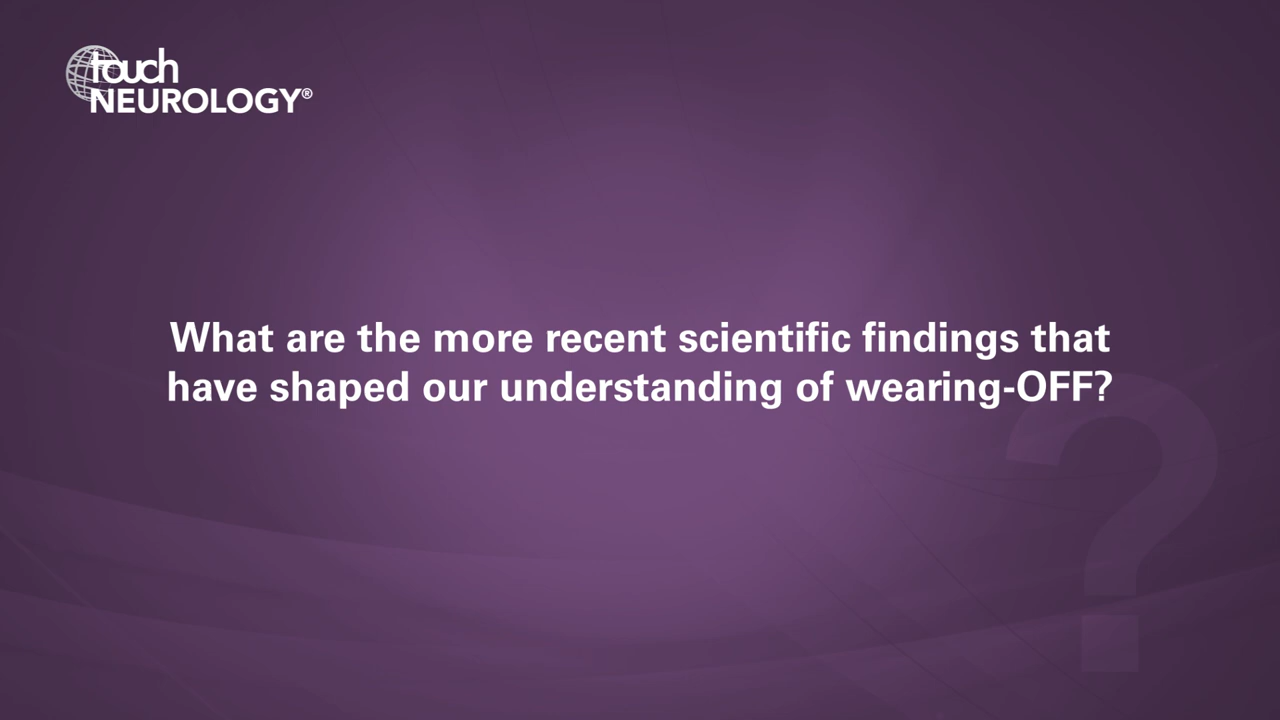 touch
NEUROLOGY®
What are the more recent scientific findings that
have shaped our understanding of wearing-OFF?
?